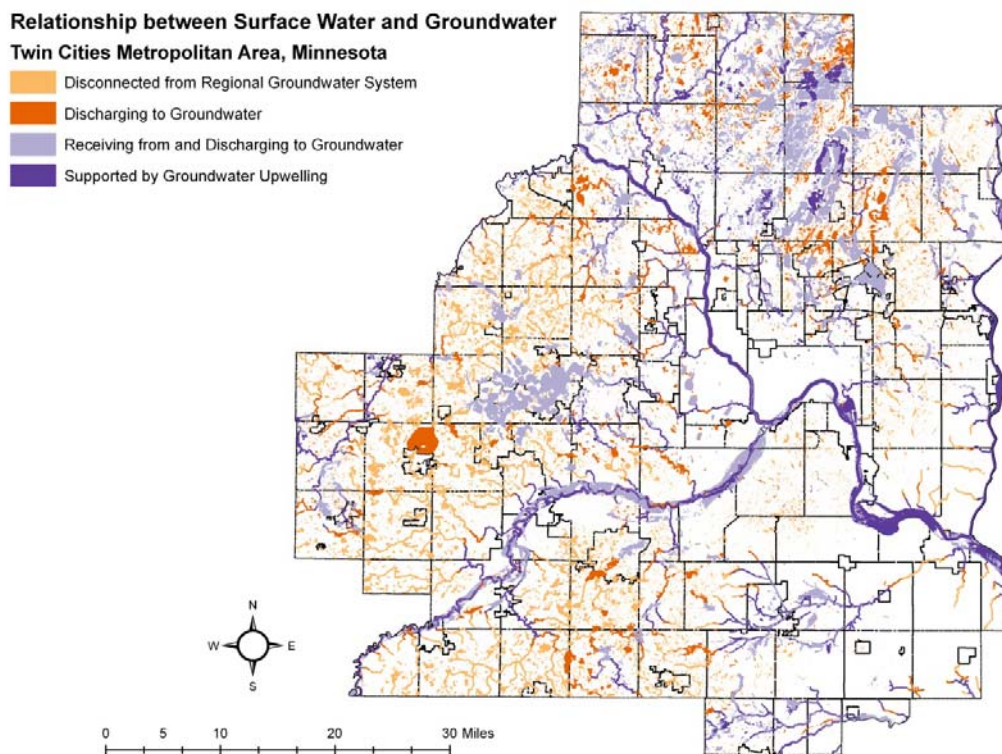 Relationship between Surface Water and Groundwater
Twin Cities Metropolitan Area, Minnesota
Disconnected from Regional Groundwater System
Discharging to Groundwater
Receiving from and Discharging to Groundwater
Supported by Groundwater Upwelling
N
W E
S
0 5 10 20 30 Miles